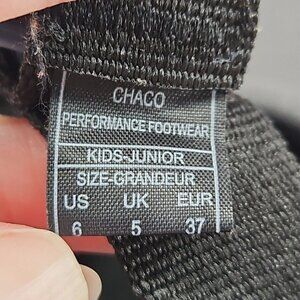 CHACO
PERFORMANCE FOOTWEAR
KIDS-JUNIOR
SIZE-GRANDEUR
US UK EUR
6 5 37